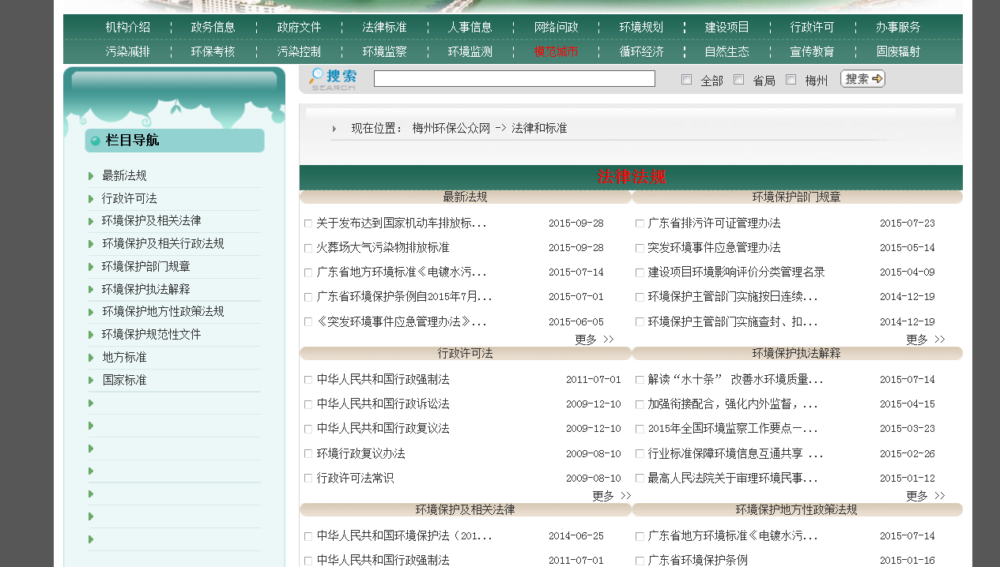 机构介绍 政务信息 政府文件 法律标准 人事信息 网络问政 环境规划 建设项目 行政许可 办事服务
污染减排 环保考核 污染控制 环境监察 环境监测 模范城市 循环经济 自然生态 宣传教育 固废辐射
搜索 SEARCH 全部 省局 梅州 搜索
现在位置： 梅州环保公众网 -> 法律和标准
栏目导航
最新法规
行政许可法
环境保护及相关法律
环境保护及相关行政法规
环境保护部门规章
环境保护执法解释
环境保护地方性政策法规
环境保护规范性文件
地方标准
国家标准
法律法规
最新法规
关于发布达到国家机动车排放标... 2015-09-28
火葬场大气污染物排放标准 2015-09-28
广东省地方环境标准《电镀水污... 2015-07-14
广东省环境保护条例自2015年7月... 2015-07-01
《突发环境事件应急管理办法》... 2015-06-05
更多 >>
环境保护部门规章
广东省排污许可证管理办法 2015-07-23
突发环境事件应急管理办法 2015-05-14
建设项目环境影响评价分类管理名录 2015-04-09
环境保护主管部门实施按日连续... 2014-12-19
环境保护主管部门实施查封、扣... 2014-12-19
更多 >>
行政许可法
中华人民共和国行政强制法 2011-07-01
中华人民共和国行政诉讼法 2009-12-10
中华人民共和国行政复议法 2009-12-10
环境行政复议办法 2009-08-10
行政许可法常识 2009-08-10
更多 >>
环境保护执法解释
解读“水十条” 改善水环境质量... 2015-07-14
加强衔接配合，强化内外监督，... 2015-04-15
2015年全国环境监察工作要点—... 2015-03-23
行业标准保障环境信息互通共享 ... 2015-02-26
最高人民法院关于审理环境民事... 2015-01-12
更多 >>
环境保护及相关法律
中华人民共和国环境保护法（201... 2014-06-25
中华人民共和国行政强制法 2011-07-01
环境保护地方性政策法规
广东省地方环境标准《电镀水污... 2015-07-14
广东省环境保护条例 2015-01-16